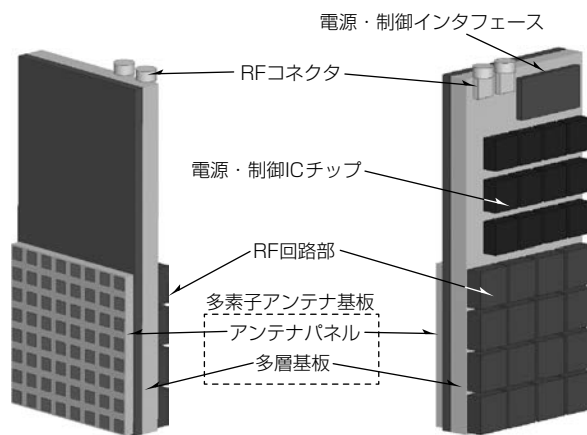 電源・制御インタフェース
RFコネクタ
電源・制御ICチップ
RF回路部
多素子アンテナ基板
アンテナパネル
多層基板